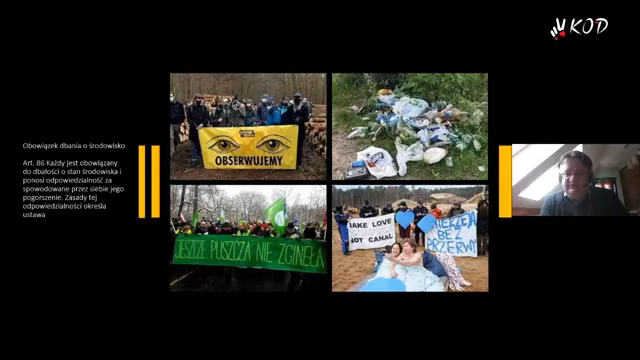 KOD
Obowiązek dbania o środowisko
Art. 86 Każdy jest obowiązany
do dbałości o stan środowiska i
ponosi odpowiedzialność za
spowodowane przez siebie jego
pogorszenie. Zasady tej
odpowiedzialności określa
ustawa
OBSERWUJEMY
JESZCZE PUSZCZA NIE ZGINĘŁA
MAKE LOVE
NOT CANAL
BEZ
PRZERWY